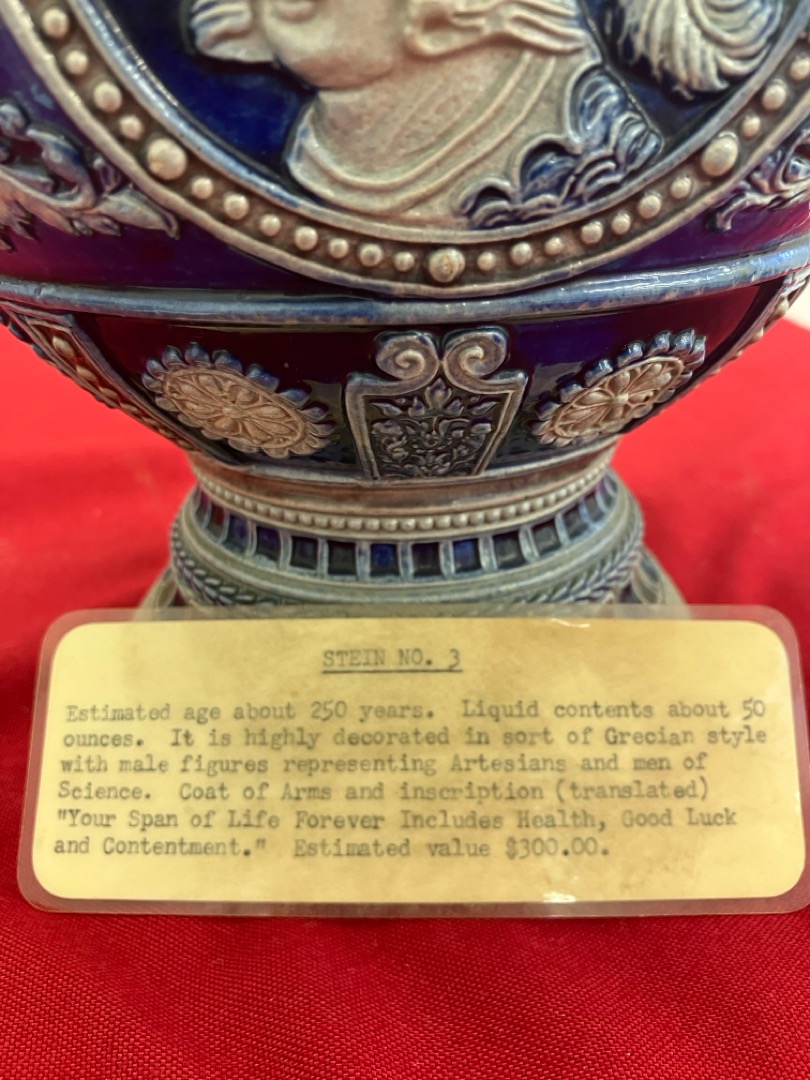 STEIN NO. 3
Estimated age about 250 years. Liquid contents about 50
ounces. It is highly decorated in sort of Grecian style
with male figures representing Artesians and men of
Science. Coat of Arms and inscription (translated)
"Your Span of Life Forever Includes Health, Good Luck
and Contentment." Estimated value $300.00.